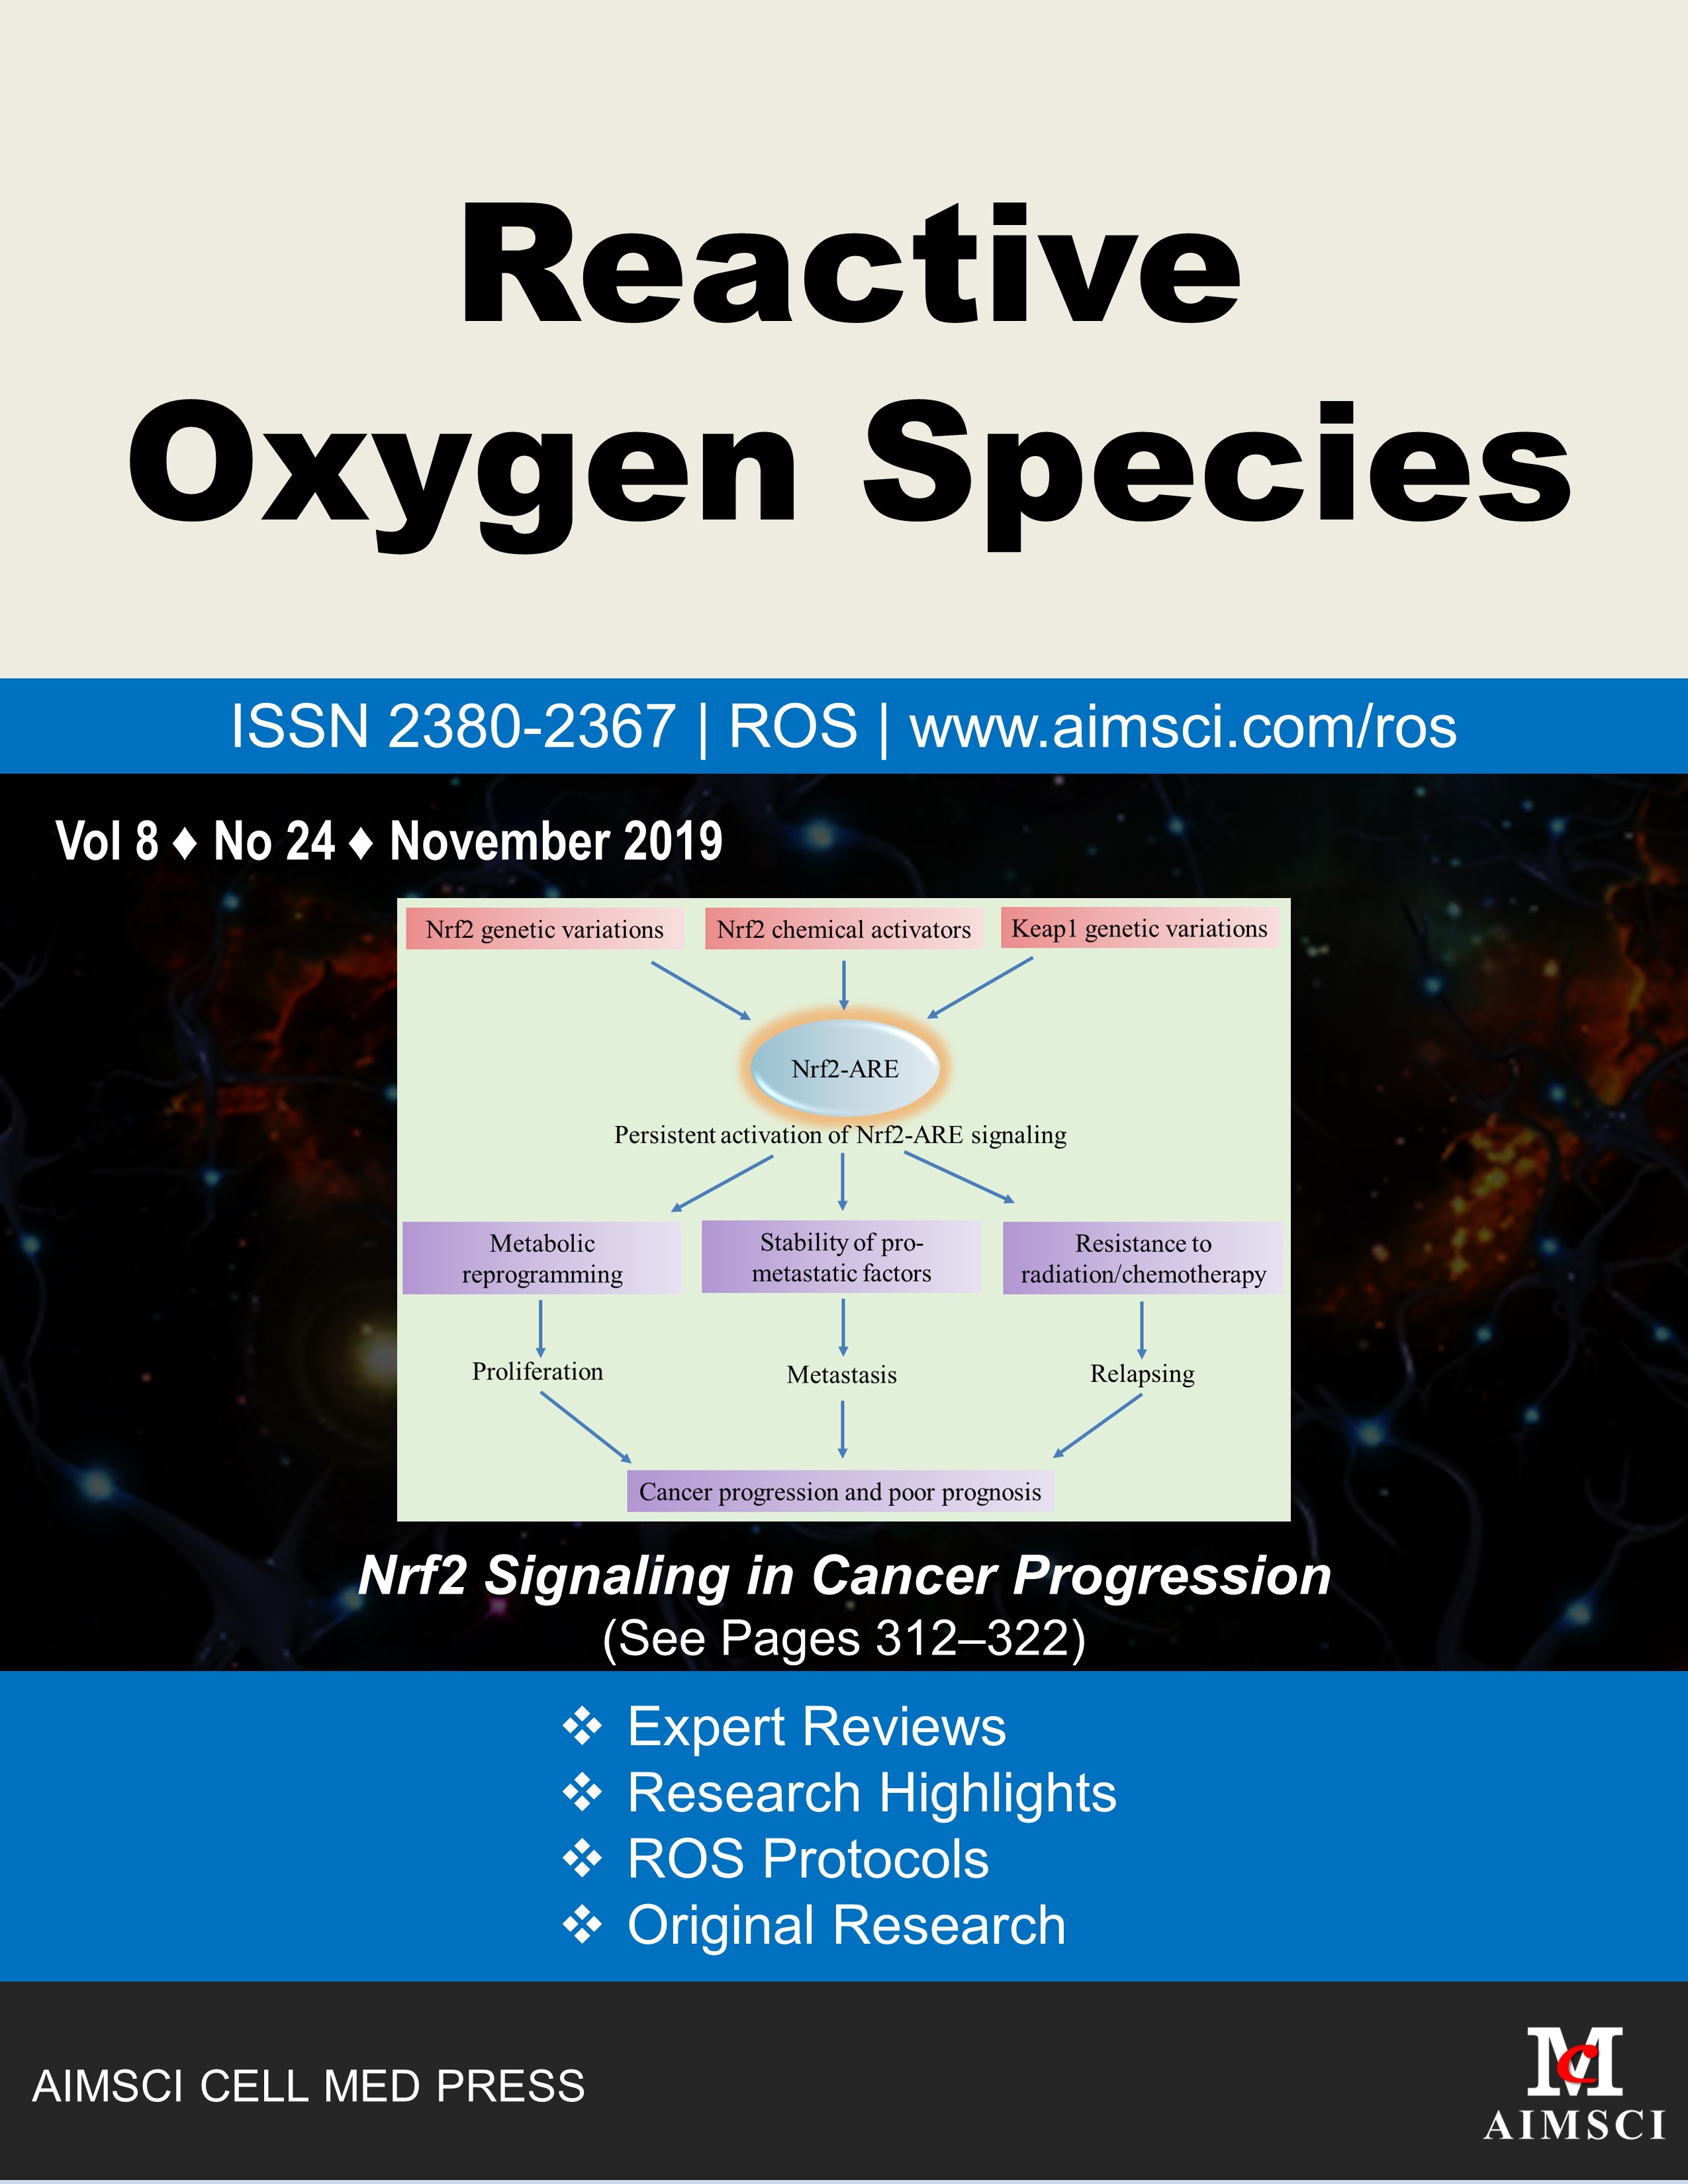 Reactive
Oxygen Species
ISSN 2380-2367 | ROS | www.aimsci.com/ros
Vol 8 ♦ No 24 ♦ November 2019
Nrf2 genetic variations
Nrf2 chemical activators
Keap1 genetic variations
Nrf2-ARE
Persistent activation of Nrf2-ARE signaling
Metabolic
reprogramming
Stability of pro-
metastatic factors
Resistance to
radiation/chemotherapy
Proliferation
Metastasis
Relapsing
Cancer progression and poor prognosis
Nrf2 Signaling in Cancer Progression
(See Pages 312–322)
❖ Expert Reviews
❖ Research Highlights
❖ ROS Protocols
❖ Original Research
AIMSCI CELL MED PRESS
MC
AIMSCI